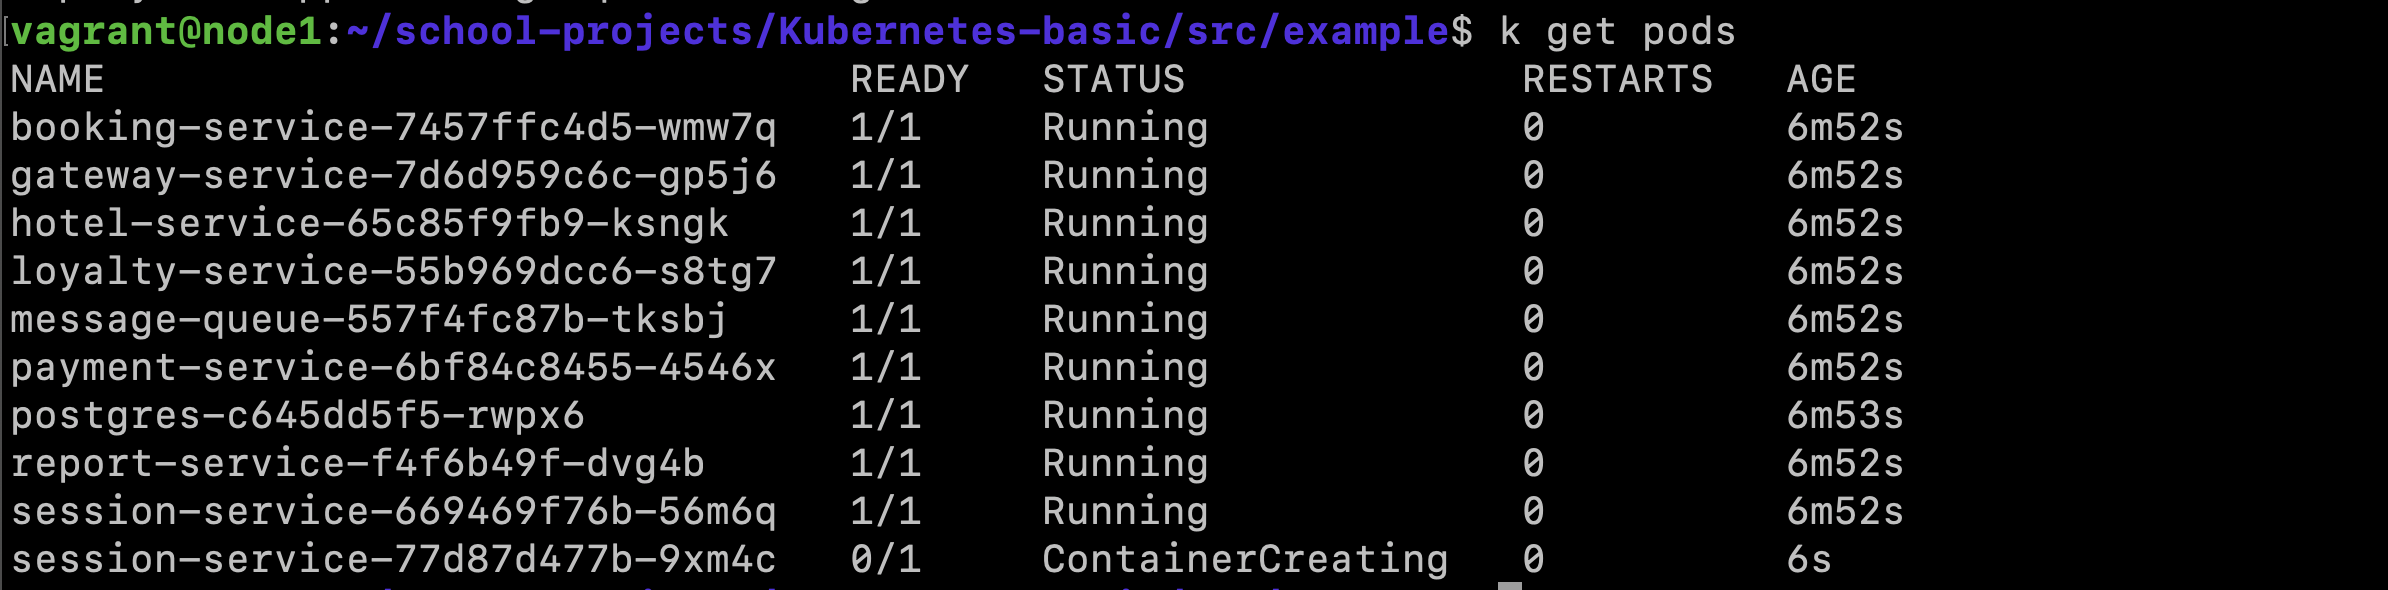 vagrant@node1:~/school-projects/Kubernetes-basic/src/example$ k get pods
NAME READY STATUS RESTARTS AGE
booking-service-7457ffc4d5-wmw7q 1/1 Running 0 6m52s
gateway-service-7d6d959c6c-gp5j6 1/1 Running 0 6m52s
hotel-service-65c85f9fb9-ksngk 1/1 Running 0 6m52s
loyalty-service-55b969dcc6-s8tg7 1/1 Running 0 6m52s
message-queue-557f4fc87b-tksbj 1/1 Running 0 6m52s
payment-service-6bf84c8455-4546x 1/1 Running 0 6m52s
postgres-c645dd5f5-rwpx6 1/1 Running 0 6m53s
report-service-f4f6b49f-dvg4b 1/1 Running 0 6m52s
session-service-669469f76b-56m6q 1/1 Running 0 6m52s
session-service-77d87d477b-9xm4c 0/1 ContainerCreating 0 6s